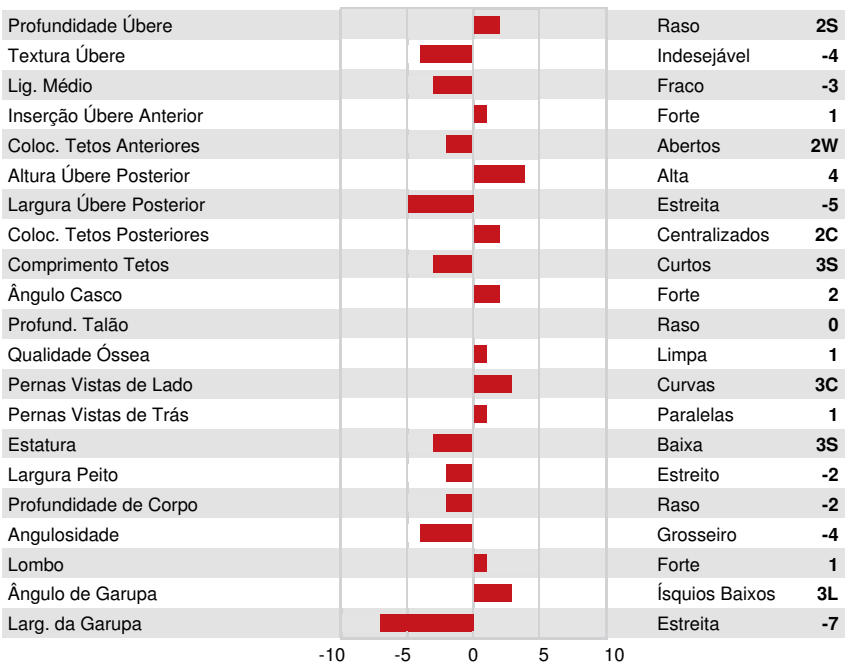 Profundidade Úbere Raso 2S
Textura Úbere Indesejável -4
Lig. Médio Fraco -3
Inserção Úbere Anterior Forte 1
Coloc. Tetos Anteriores Abertos 2W
Altura Úbere Posterior Alta 4
Largura Úbere Posterior Estreita -5
Coloc. Tetos Posteriores Centralizados 2C
Comprimento Tetos Curtos 3S
Ângulo Casco Forte 2
Profund. Talão Raso 0
Qualidade Óssea Limpa 1
Pernas Vistas de Lado Curvas 3C
Pernas Vistas de Trás Paralelas 1
Estatura Baixa 3S
Largura Peito Estreito -2
Profundidade de Corpo Raso -2
Angulosidade Grosseiro -4
Lombo Forte 1
Ângulo de Garupa Ísquios Baixos 3L
Larg. da Garupa Estreita -7
-10 -5 0 5 10